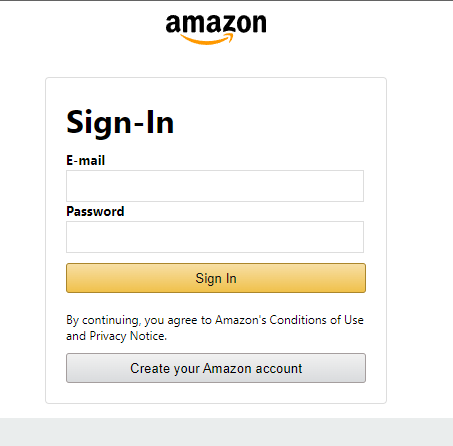 amazon
Sign-In
E-mail
Password
Sign In
By continuing, you agree to Amazon's Conditions of Use
and Privacy Notice.
Create your Amazon account